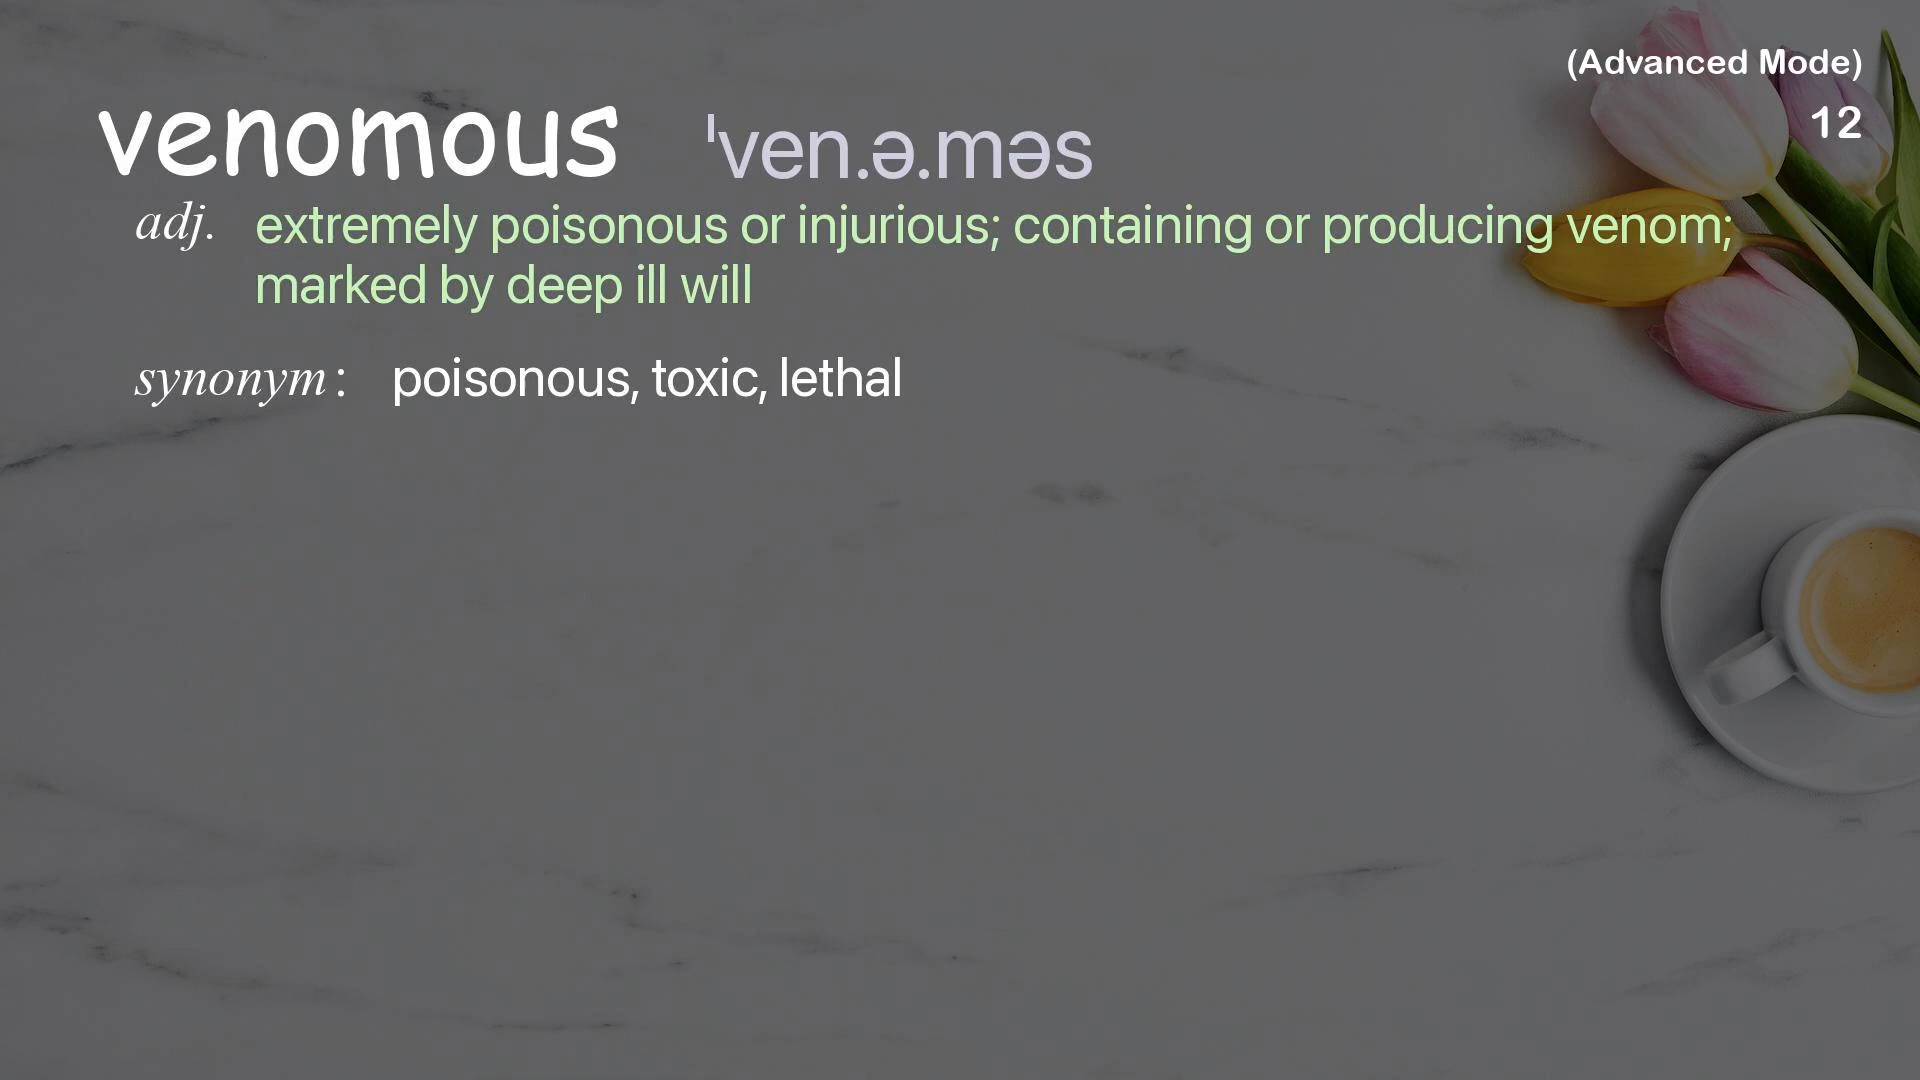 (Advanced Mode)
12
venomous ˈven.ə.məs
adj. extremely poisonous or injurious; containing or producing venom;
marked by deep ill will
synonym: poisonous, toxic, lethal